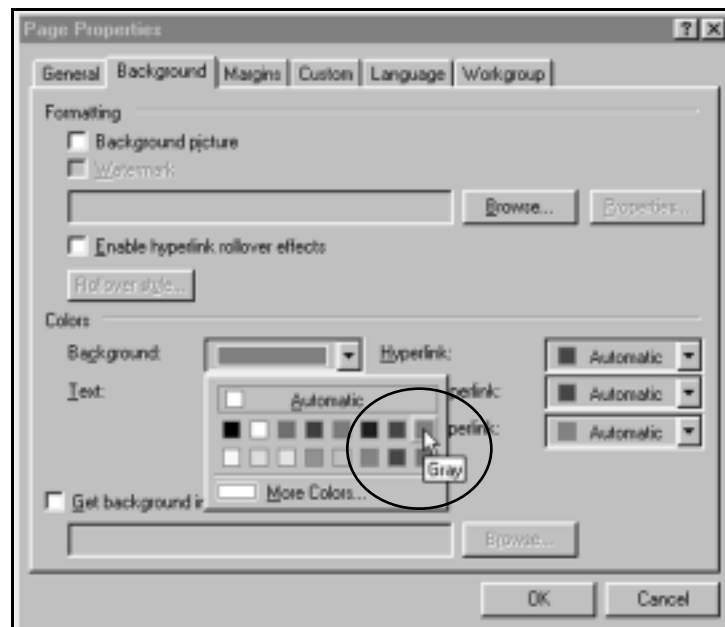 Page Properties
General Background Margins Custom Language Workgroup
Formatting
Background picture
Watermark
Browse... Properties...
Enable hyperlink rollover effects
Rollover style...
Colors
Background: Hyperlink: Automatic
Text: perlink: Automatic
Automatic
perlink: Automatic
Gray
More Colors...
Get background in
Browse...
OK Cancel